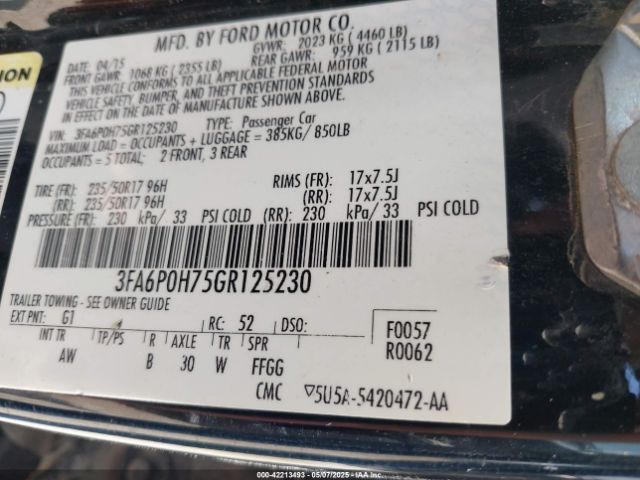 MFD. BY FORD MOTOR CO.
DATE: 04/15 GVWR: 2023 KG ( 4460 LB)
FRONT GAWR: 1068 KG ( 2355 LB) REAR GAWR: 959 KG ( 2115 LB)
THIS VEHICLE CONFORMS TO ALL APPLICABLE FEDERAL MOTOR
VEHICLE SAFETY, BUMPER, AND THEFT PREVENTION STANDARDS
IN EFFECT ON THE DATE OF MANUFACTURE SHOWN ABOVE.
VIN: 3FA6P0H75GR125230 TYPE: Passenger Car
MAXIMUM LOAD = OCCUPANTS + LUGGAGE = 385KG/ 850LB
OCCUPANTS = 5 TOTAL: 2 FRONT, 3 REAR
TIRE (FR): 235/50R17 96H RIMS (FR): 17x7.5J
(RR): 235/50R17 96H (RR): 17x7.5J
PRESSURE (FR): 230 kPa/ 33 PSI COLD (RR): 230 kPa/ 33 PSI COLD
3FA6P0H75GR125230
TRAILER TOWING - SEE OWNER GUIDE
EXT PNT: G1 RC: 52 DSO:
INT TR TP/PS R AXLE TR SPR
AW B 30 W FFGG
F0057
R0062
CMC ▽5U5A-5420472-AA
ION
000-42213493 - 05/07/2025 - IAAI.COM